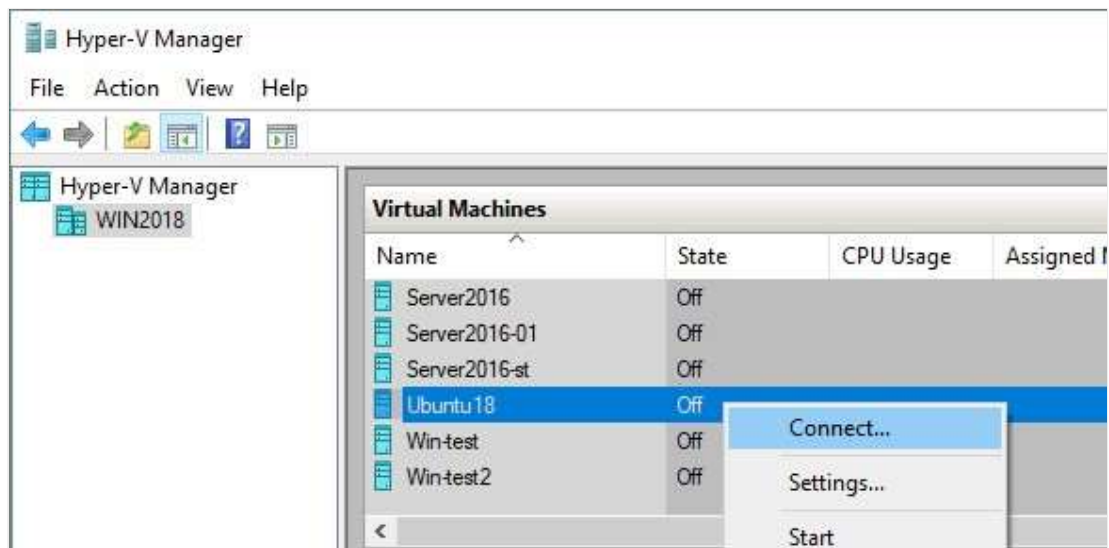 Hyper-V Manager
File Action View Help
Hyper-V Manager
WIN2018
Virtual Machines
Name State CPU Usage Assigned
Server2016 Off
Server2016-01 Off
Server2016-st Off
Ubuntu18 Off
Win-test Off
Win-test2 Off
Connect...
Settings...
Start